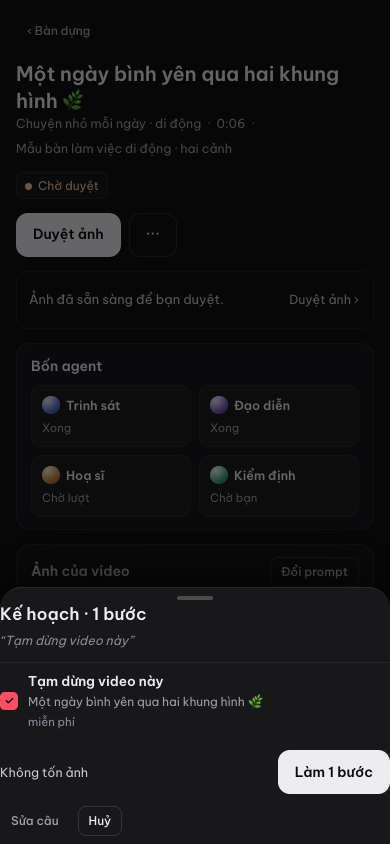 ‹ Bàn dựng
Một ngày bình yên qua hai khung
hình 🌿
Chuyện nhỏ mỗi ngày · di động · 0:06 ·
Mẫu bàn làm việc di động · hai cảnh
Chờ duyệt
Duyệt ảnh ···
Ảnh đã sẵn sàng để bạn duyệt. Duyệt ảnh ›
Bốn agent
Trinh sát Đạo diễn
Xong Xong
Hoạ sĩ Kiểm định
Chờ lượt Chờ bạn
Ảnh của video Đổi prompt
Kế hoạch · 1 bước
“Tạm dừng video này”
Tạm dừng video này
Một ngày bình yên qua hai khung hình 🌿
miễn phí
Không tốn ảnh Làm 1 bước
Sửa câu Huỷ